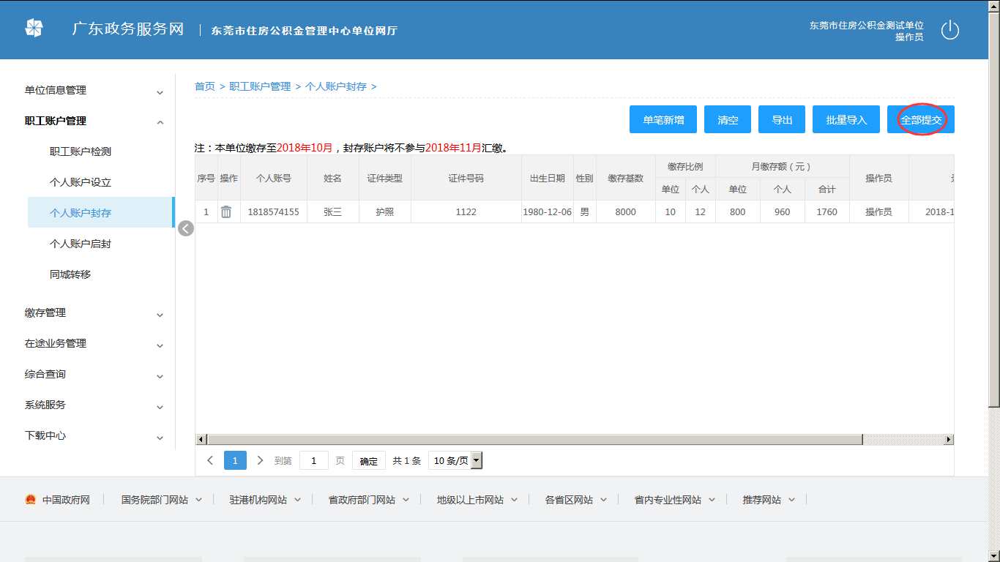 广东政务服务网 | 东莞市住房公积金管理中心单位网厅
东莞市住房公积金测试单位
操作员
单位信息管理
职工账户管理
职工账户检测
个人账户设立
个人账户封存
个人账户启封
同城转移
缴存管理
在途业务管理
综合查询
系统服务
下载中心
首页 > 职工账户管理 > 个人账户封存 >
单笔新增 清空 导出 批量导入 全部提交
注：本单位缴存至2018年10月，封存账户将不参与2018年11月汇缴。
序号 操作 个人账号 姓名 证件类型 证件号码 出生日期 性别 缴存基数 缴存比例 月缴存额（元） 操作员
单位 个人 单位 个人 合计
1 1818574155 张三 护照 1122 1980-12-06 男 8000 10 12 800 960 1760 操作员 2018-1
1 到第 1 页 确定 共 1 条 10 条/页
中国政府网 国务院部门网站 驻港机构网站 省政府部门网站 地级以上市网站 各省区网站 省内专业性网站 推荐网站